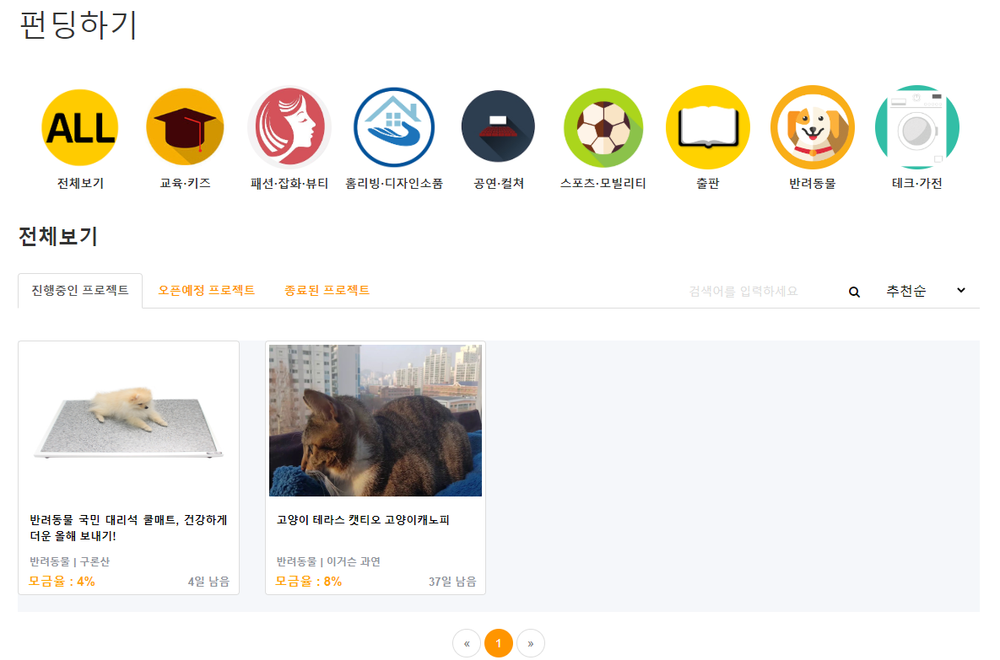 펀딩하기
ALL
전체보기
교육·키즈
패션·잡화·뷰티
홈리빙·디자인소품
공연·컬쳐
스포츠·모빌리티
출판
반려동물
테크·가전
전체보기
진행중인 프로젝트
오픈예정 프로젝트
종료된 프로젝트
검색어를 입력하세요
추천순
반려동물 국민 대리석 쿨매트, 건강하게
더운 올해 보내기!
반려동물 | 구론산
모금율 : 4%
4일 남음
고양이 테라스 캣티오 고양이캐노피
반려동물 | 이거슨 과연
모금율 : 8%
37일 남음
« 1 »